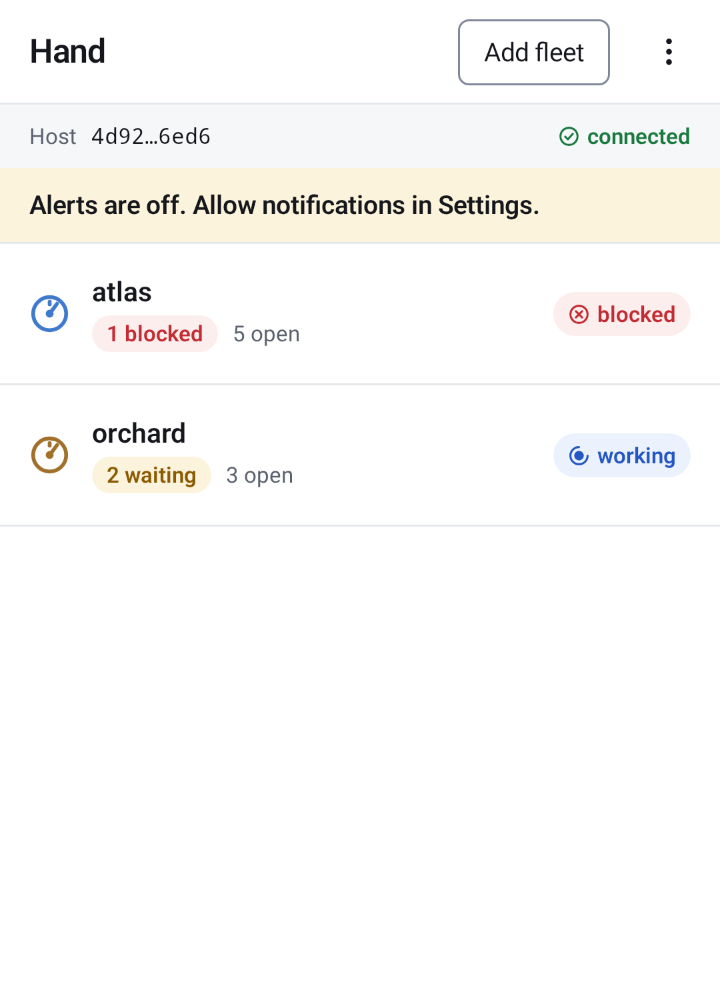 Hand
Add fleet
Host 4d92…6ed6
connected
Alerts are off. Allow notifications in Settings.
atlas
1 blocked
5 open
blocked
orchard
2 waiting
3 open
working